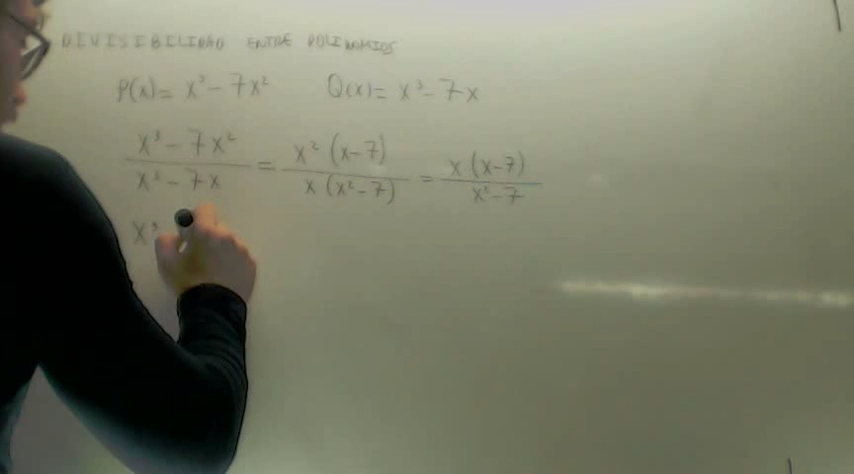 DIVISIBILIDAD ENTRE POLINOMIOS
P(x) = x³ - 7x² Q(x) = x³ - 7x
x³ - 7x² / x³ - 7x = x² (x-7) / x (x² - 7) = x (x-7) / x² - 7
x³